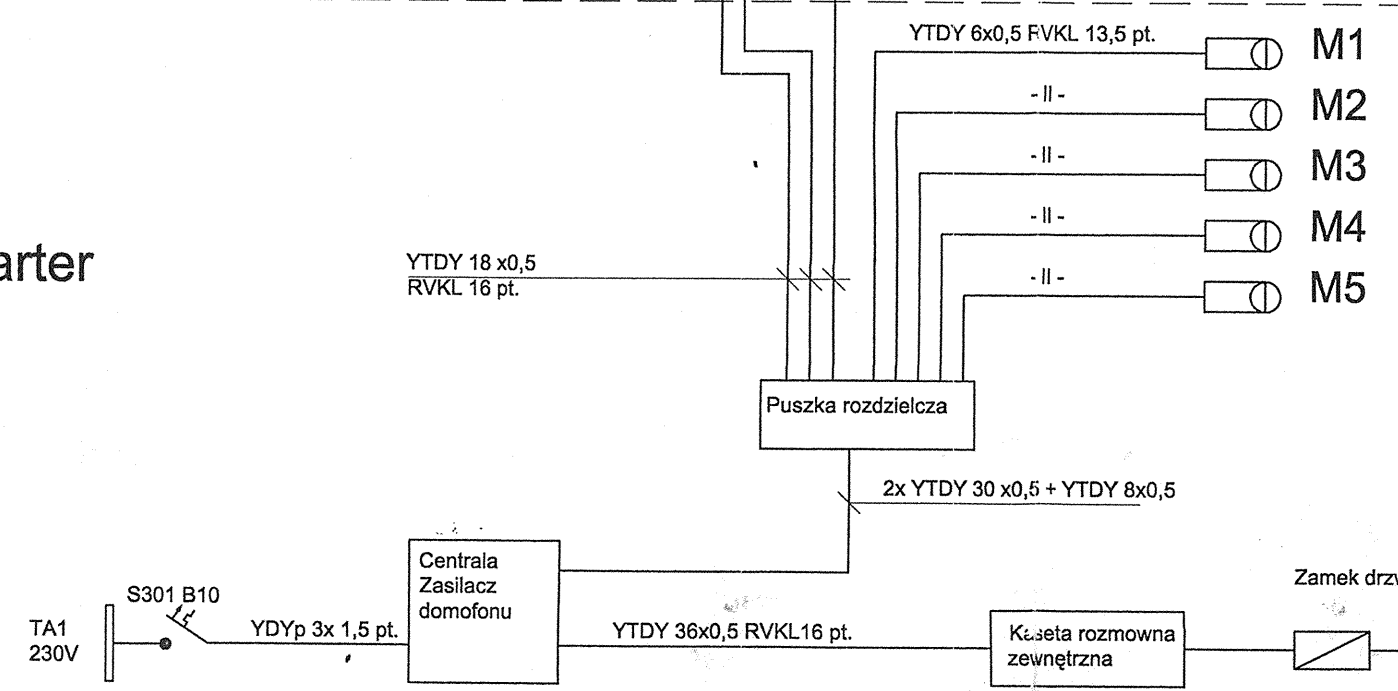 YTDY 6x0,5 RVKL 13,5 pt.
M1
- II -
M2
- II -
M3
- II -
M4
- II -
M5
arter
YTDY 18 x0,5
RVKL 16 pt.
Puszka rozdzielcza
2x YTDY 30 x0,5 + YTDY 8x0,5
Centrala
Zasilacz
domofonu
Zamek drzw
S301 B10
TA1
230V
YDYp 3x 1,5 pt.
YTDY 36x0,5 RVKL16 pt.
Kaseta rozmowna
zewnętrzna